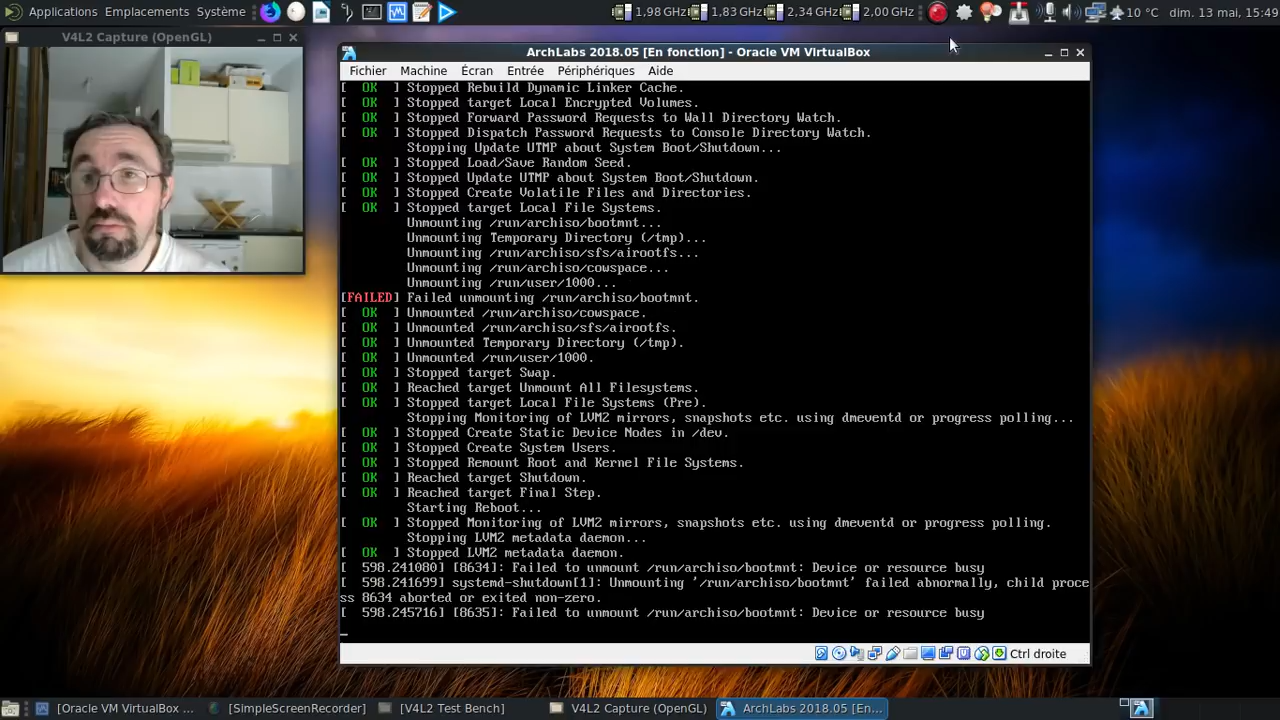 Applications Emplacements Système
1,98 GHz 1,83 GHz 2,34 GHz 2,00 GHz 10 °C dim. 13 mai, 15:49
V4L2 Capture (OpenGL)
ArchLabs 2018.05 [En fonction] - Oracle VM VirtualBox
Fichier Machine Écran Entrée Périphériques Aide
[ OK ] Stopped Rebuild Dynamic Linker Cache.
[ OK ] Stopped target Local Encrypted Volumes.
[ OK ] Stopped Forward Password Requests to Wall Directory Watch.
[ OK ] Stopped Dispatch Password Requests to Console Directory Watch.
Stopping Update UTMP about System Boot/Shutdown...
[ OK ] Stopped Load/Save Random Seed.
[ OK ] Stopped Update UTMP about System Boot/Shutdown.
[ OK ] Stopped Create Volatile Files and Directories.
[ OK ] Stopped target Local File Systems.
Unmounting /run/archiso/bootmnt...
Unmounting Temporary Directory (/tmp)...
Unmounting /run/archiso/sfs/airootfs...
Unmounting /run/archiso/cowspace...
Unmounting /run/user/1000...
[FAILED] Failed unmounting /run/archiso/bootmnt.
[ OK ] Unmounted /run/archiso/cowspace.
[ OK ] Unmounted /run/archiso/sfs/airootfs.
[ OK ] Unmounted Temporary Directory (/tmp).
[ OK ] Unmounted /run/user/1000.
[ OK ] Stopped target Swap.
[ OK ] Reached target Unmount All Filesystems.
[ OK ] Stopped target Local File Systems (Pre).
Stopping Monitoring of LVM2 mirrors, snapshots etc. using dmeventd or progress polling...
[ OK ] Stopped Create Static Device Nodes in /dev.
[ OK ] Stopped Create System Users.
[ OK ] Stopped Remount Root and Kernel File Systems.
[ OK ] Reached target Shutdown.
[ OK ] Reached target Final Step.
Starting Reboot...
[ OK ] Stopped Monitoring of LVM2 mirrors, snapshots etc. using dmeventd or progress polling.
Stopping LVM2 metadata daemon...
[ OK ] Stopped LVM2 metadata daemon.
[ 598.241080] [8634]: Failed to unmount /run/archiso/bootmnt: Device or resource busy
[ 598.241699] systemd-shutdown[1]: Unmounting '/run/archiso/bootmnt' failed abnormally, child proce
ss 8634 aborted or exited non-zero.
[ 598.245716] [8635]: Failed to unmount /run/archiso/bootmnt: Device or resource busy
Ctrl droite
[Oracle VM VirtualBox ... [SimpleScreenRecorder] [V4L2 Test Bench] V4L2 Capture (OpenGL) ArchLabs 2018.05 [En...